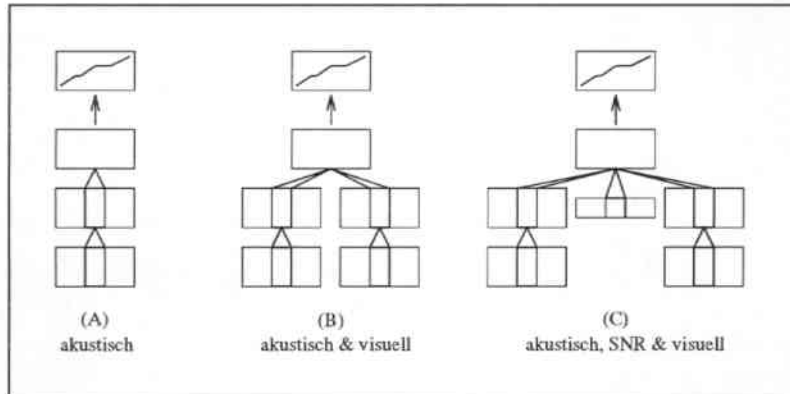 (A)
akustisch
(B)
akustisch & visuell
(C)
akustisch, SNR & visuell